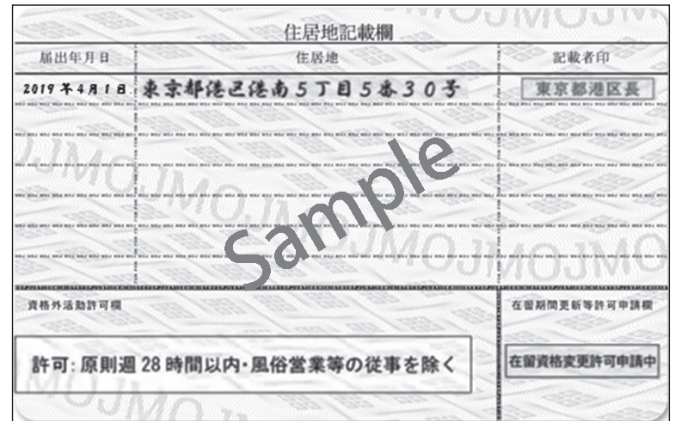 住居地記載欄
届出年月日 住居地 記載者印
2019年4月1日 東京都港区港南5丁目5番30号 東京都港区長
Sample
MOJMOJMO
資格外活動許可欄 在留期間更新等許可申請欄
許可:原則週28時間以内・風俗営業等の従事を除く 在留資格変更許可申請中